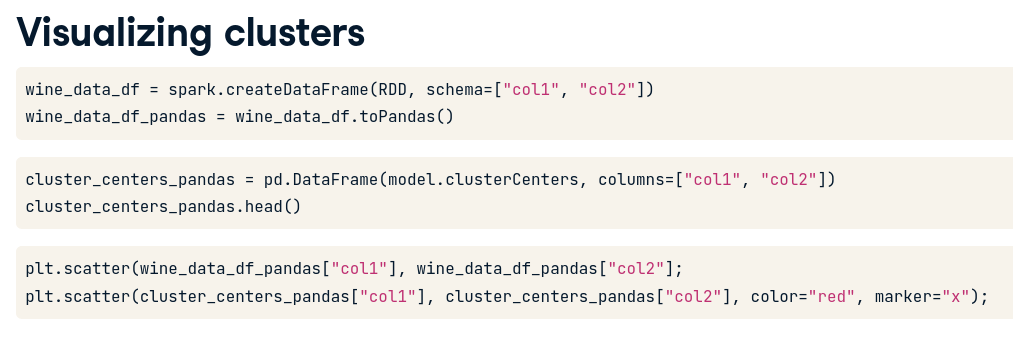 Visualizing clusters
wine_data_df = spark.createDataFrame(RDD, schema=["col1", "col2"])
wine_data_df_pandas = wine_data_df.toPandas()
cluster_centers_pandas = pd.DataFrame(model.clusterCenters, columns=["col1", "col2"])
cluster_centers_pandas.head()
plt.scatter(wine_data_df_pandas["col1"], wine_data_df_pandas["col2"];
plt.scatter(cluster_centers_pandas["col1"], cluster_centers_pandas["col2"], color="red", marker="x");